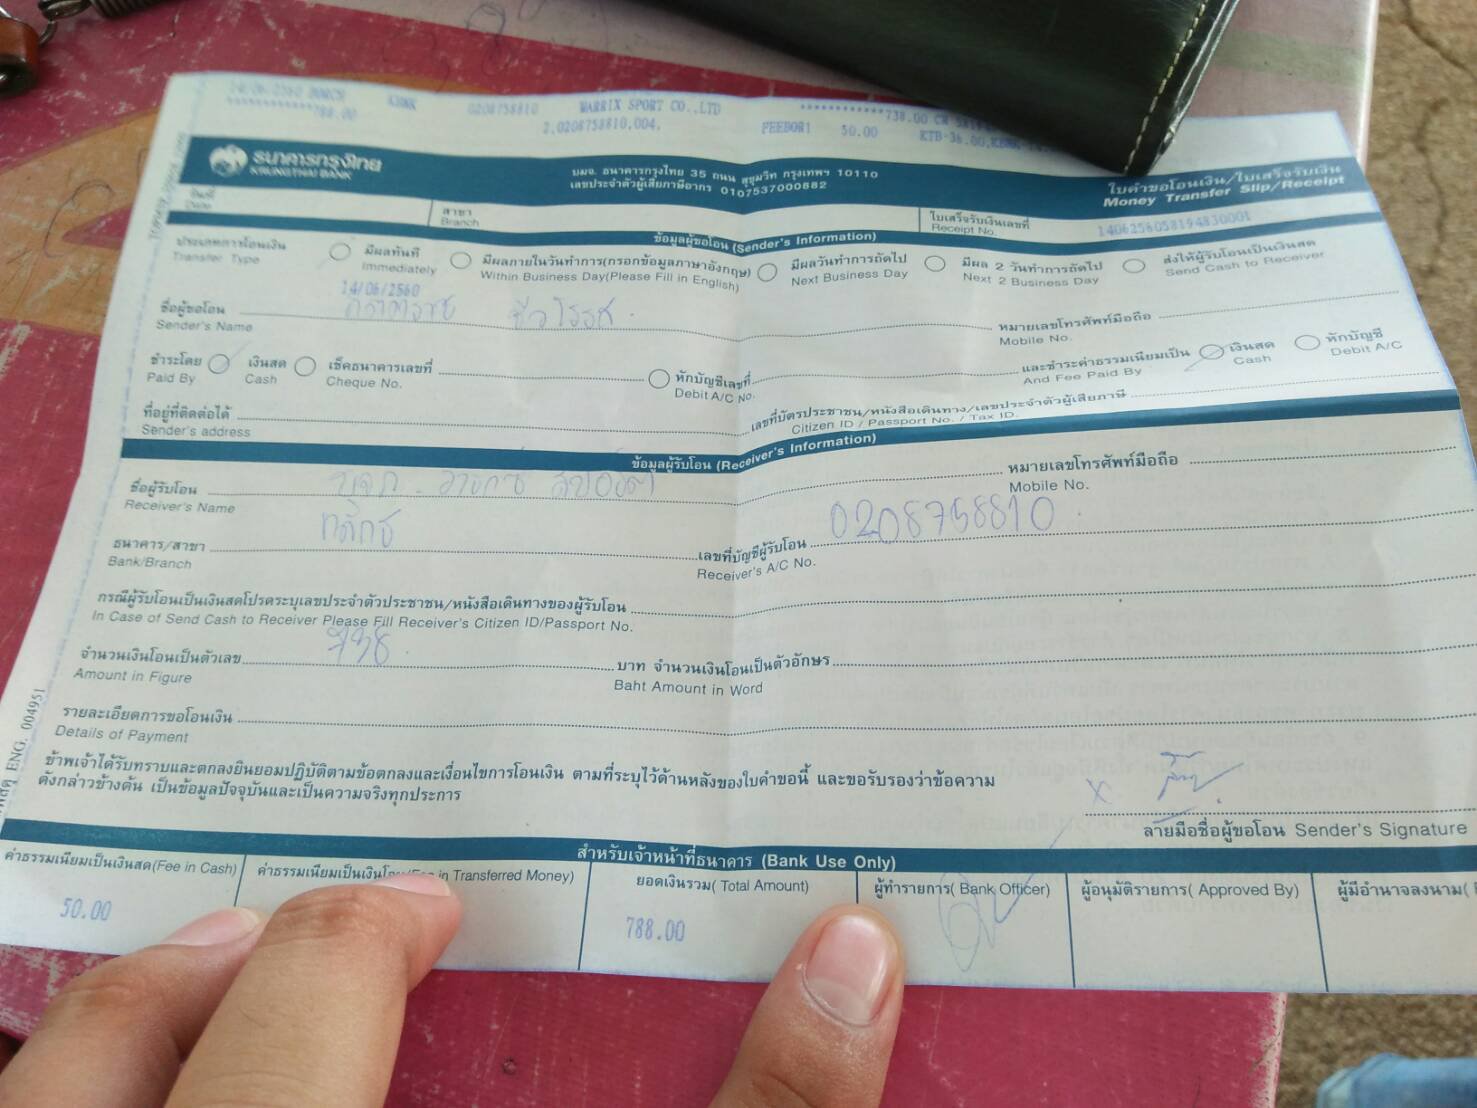 14/06/2560
KBNK 0208758810 WARRIX SPORT CO.,LTD
**********788.00 2,0208758810,004, FEEDOR1 50.00
**********738.00 CR
KTB-36.00,KBNK-14.
ธนาคารกรุงไทย
KRUNGTHAI BANK
บมจ. ธนาคารกรุงไทย 35 ถนน สุขุมวิท กรุงเทพฯ 10110
เลขประจำตัวผู้เสียภาษีอากร 0107537000882
ใบคำขอโอนเงิน/ใบเสร็จรับเงิน
Money Transfer Slip/Receipt
วันที่
Date
สาขา
Branch
ใบเสร็จรับเงินเลขที่
Receipt No.
1406256058194830001
ข้อมูลผู้ขอโอน (Sender's Information)
ประเภทการโอนเงิน
Transfer Type
มีผลทันที
Immediately
มีผลภายในวันทำการ(กรอกข้อมูลภาษาอังกฤษ)
Within Business Day(Please Fill in English)
มีผลวันทำการถัดไป
Next Business Day
มีผล 2 วันทำการถัดไป
Next 2 Business Day
ส่งให้ผู้รับโอนเป็นเงินสด
Send Cash to Receiver
14/06/2560
ชื่อผู้ขอโอน
Sender's Name
หมายเลขโทรศัพท์มือถือ
Mobile No.
ชำระโดย
Paid By
เงินสด
Cash
เช็คธนาคารเลขที่
Cheque No.
หักบัญชีเลขที่
Debit A/C No.
และชำระค่าธรรมเนียมเป็น
And Fee Paid By
เงินสด
Cash
หักบัญชี
Debit A/C
ที่อยู่ที่ติดต่อได้
Sender's address
เลขที่บัตรประชาชน/หนังสือเดินทาง/เลขประจำตัวผู้เสียภาษี
Citizen ID / Passport No. / Tax ID.
ข้อมูลผู้รับโอน (Receiver's Information)
ชื่อผู้รับโอน
Receiver's Name
หมายเลขโทรศัพท์มือถือ
Mobile No.
ธนาคาร/สาขา
Bank/Branch
กสิกร
เลขที่บัญชีผู้รับโอน 0208758810
Receiver's A/C No.
กรณีผู้รับโอนเป็นเงินสดโปรดระบุเลขประจำตัวประชาชน/หนังสือเดินทางของผู้รับโอน
In Case of Send Cash to Receiver Please Fill Receiver's Citizen ID/Passport No.
จำนวนเงินโอนเป็นตัวเลข 738 บาท จำนวนเงินโอนเป็นตัวอักษร
Amount in Figure Baht Amount in Word
รายละเอียดการขอโอนเงิน
Details of Payment
ข้าพเจ้าได้รับทราบและตกลงยินยอมปฏิบัติตามข้อตกลงและเงื่อนไขการโอนเงิน ตามที่ระบุไว้ด้านหลังของใบคำขอนี้ และขอรับรองว่าข้อความ
ดังกล่าวข้างต้น เป็นข้อมูลปัจจุบันและเป็นความจริงทุกประการ
x
ลายมือชื่อผู้ขอโอน Sender's Signature
ENG. 004951
สำหรับเจ้าหน้าที่ธนาคาร (Bank Use Only)
ค่าธรรมเนียมเป็นเงินสด(Fee in Cash)
50.00
ค่าธรรมเนียมเป็นเงินโอน(Fee in Transferred Money)
ยอดเงินรวม( Total Amount)
788.00
ผู้ทำรายการ( Bank Officer)
ผู้อนุมัติรายการ( Approved By)
ผู้มีอำนาจลงนาม(